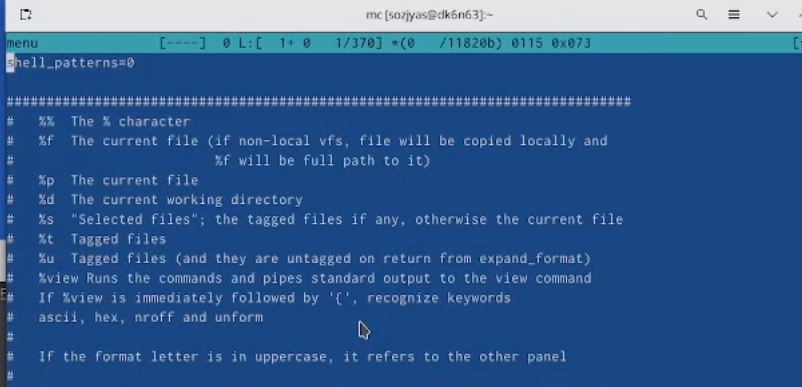 mc [sozjyas@dk6n63]:~
menu [----] 0 L:[ 1+ 0 1/370] *(0 /11820b) 0115 0x073 [
shell_patterns=0
###############################################################################
# %% The % character
# %f The current file (if non-local vfs, file will be copied locally and
# %f will be full path to it)
# %p The current file
# %d The current working directory
# %s "Selected files"; the tagged files if any, otherwise the current file
# %t Tagged files
# %u Tagged files (and they are untagged on return from expand_format)
# %view Runs the commands and pipes standard output to the view command
# If %view is immediately followed by '{', recognize keywords
# ascii, hex, nroff and unform
#
# If the format letter is in uppercase, it refers to the other panel
#